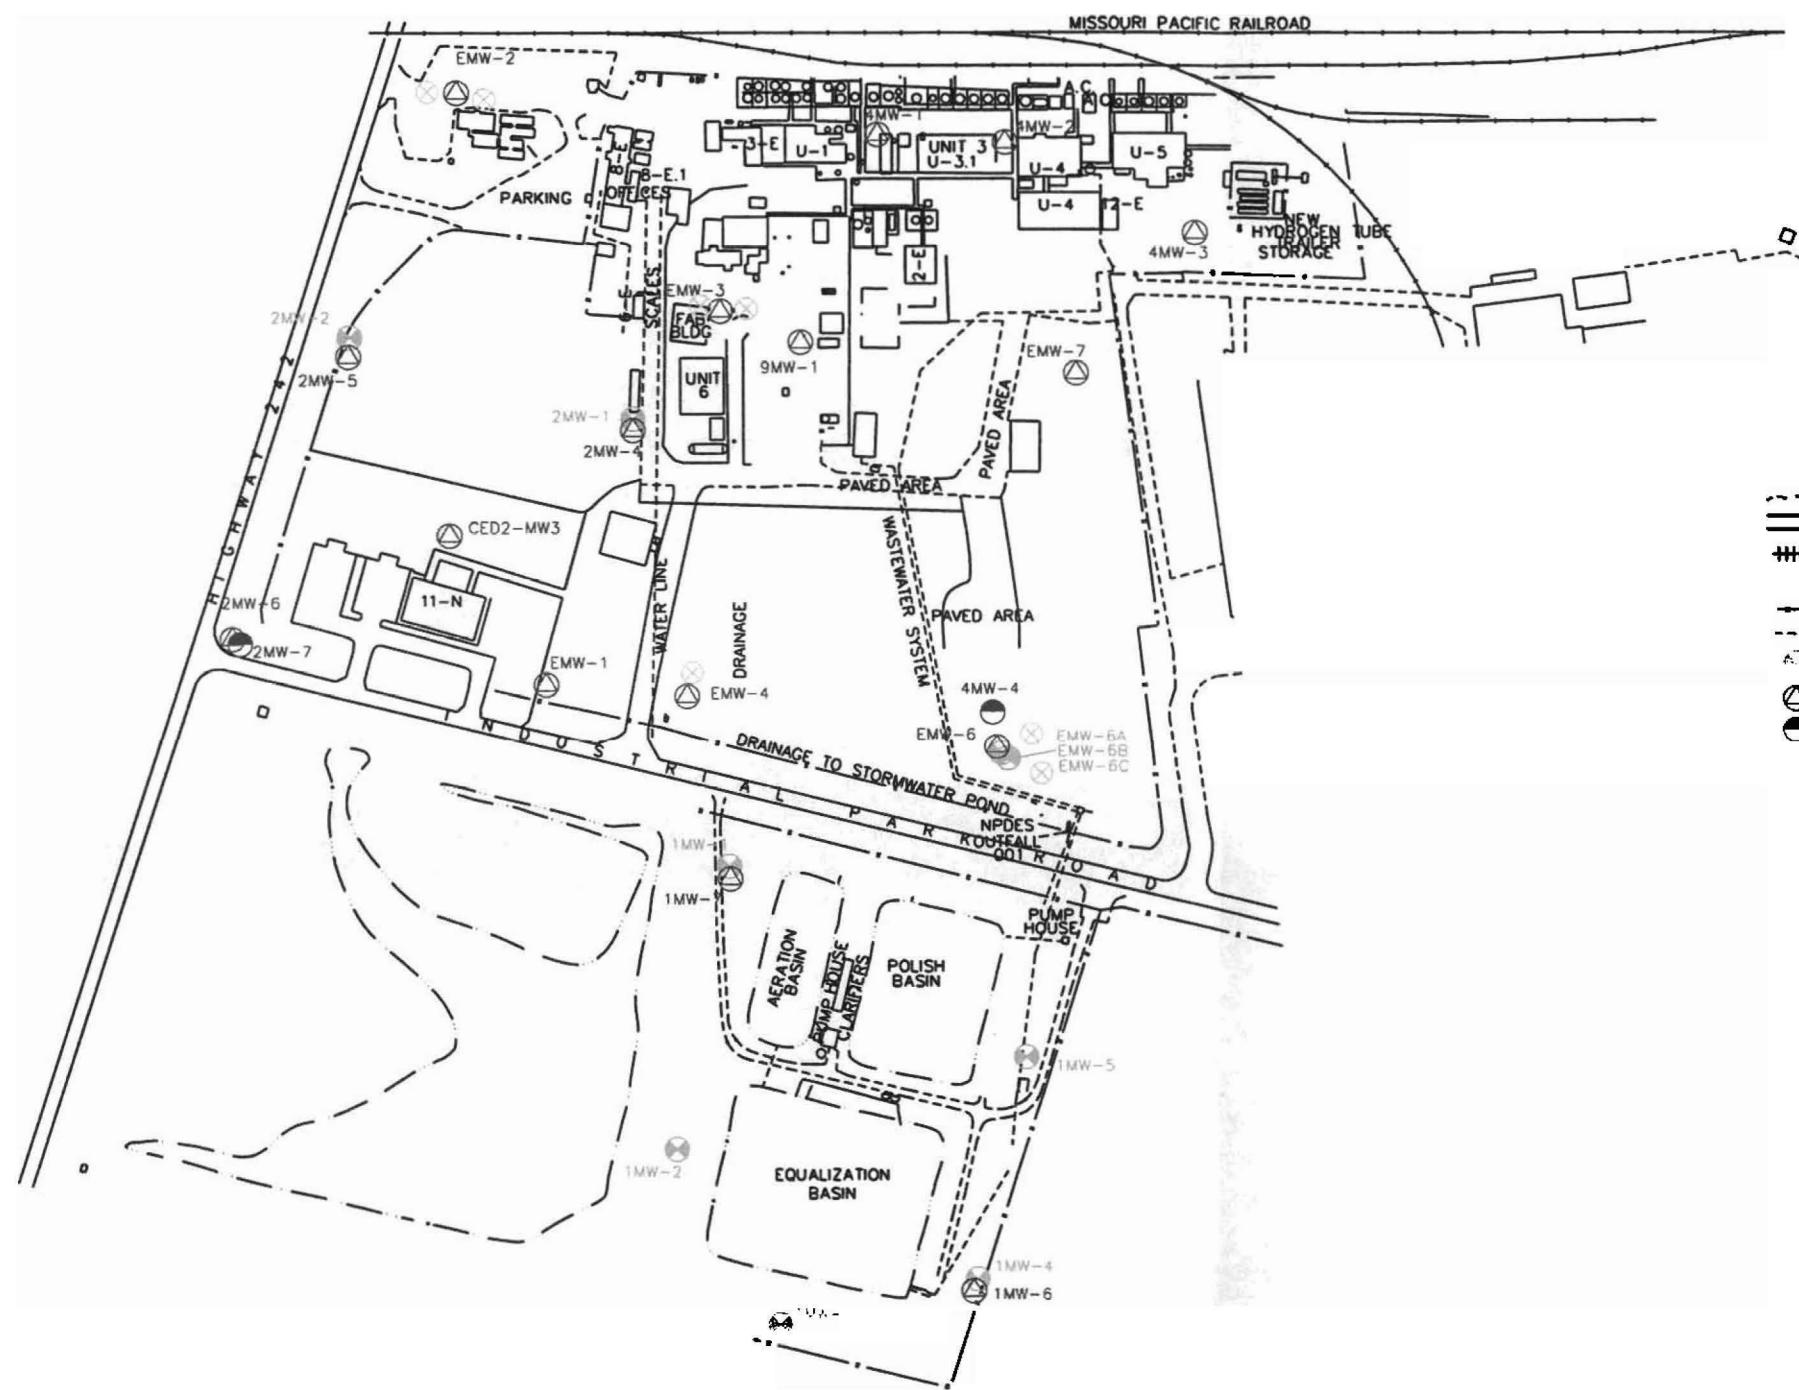 MISSOURI PACIFIC RAILROAD
EMW-2
A.C.
4MW-1
4MW-2
3-E
U-1
UNIT 3
U-3.1
U-4
U-5
8-E
8-E.1
OFFICES
PARKING
U-4
12-E
NEW
HYDROGEN TUBE
TRAILER
STORAGE
4MW-3
2-E
SCALES
EMW-3
FAB
BLDG
2MW-2
2MW-5
9MW-1
EMW-7
UNIT
6
2MW-1
2MW-4
PAVED AREA
PAVED AREA
HIGHWAY 242
CED2-MW3
WASTEWATER SYSTEM
WATER LINE
DRAINAGE
11-N
2MW-6
2MW-7
PAVED AREA
EMW-1
EMW-4
4MW-4
EMW-6
EMW-6A
EMW-6B
EMW-6C
INDUSTRIAL PARK ROAD
DRAINAGE TO STORMWATER POND
NPDES
OUTFALL
001
PUMP
HOUSE
AERATION
BASIN
PUMP HOUSE
CLARIFIERS
POLISH
BASIN
1MW-5
1MW-2
EQUALIZATION
BASIN
1MW-4
1MW-6